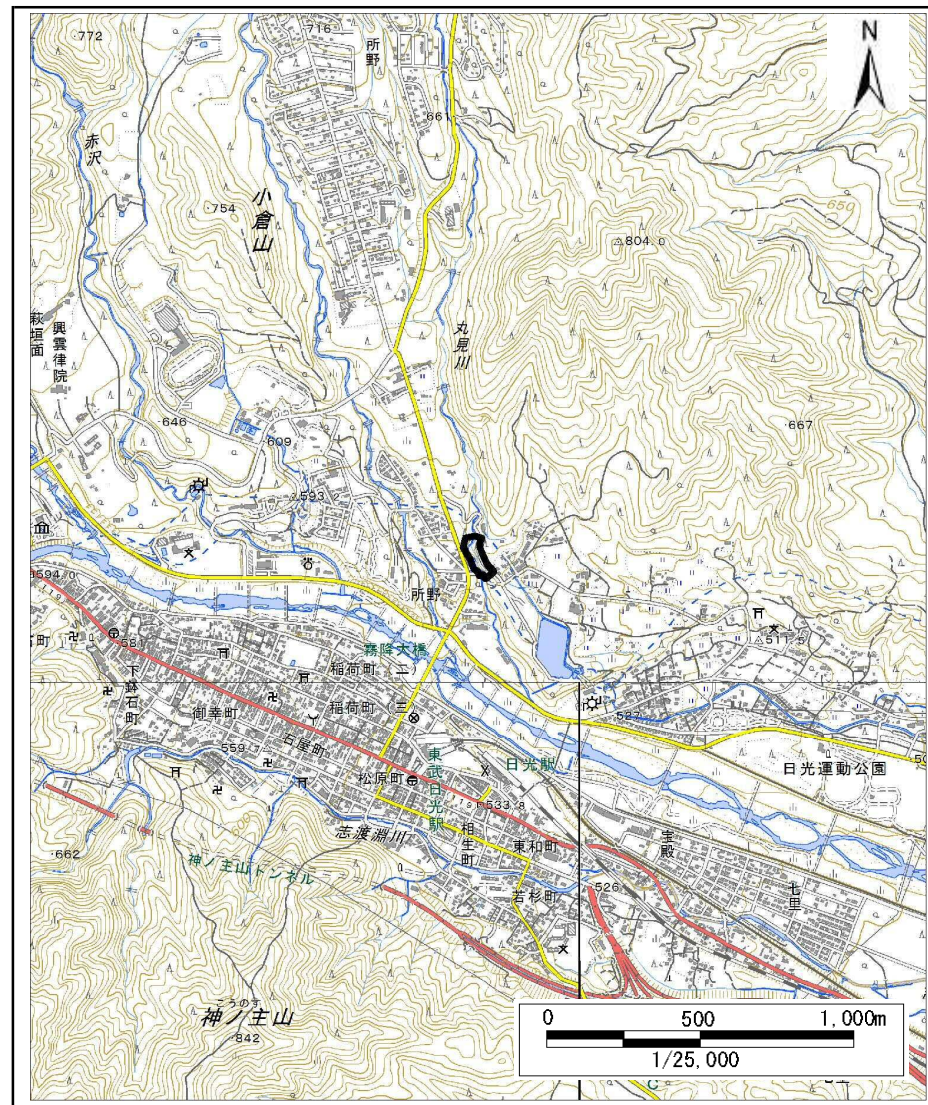 772
716
所野
N
661
赤沢
小倉山
754
650
804.0
萩垣面
興雲律院
丸見川
646
609
667
593
594.0
所野
霧降大橋
511.5
下鉢石町
稲荷町(二)
御幸町
稲荷町
石屋町
527
559
松原町
東武日光駅
日光駅
日光運動公園
533.8
志渡淵川
相生町
東和町
宝殿
662
神ノ主山トンネル
若杉町
526
七里
こうのす
神ノ主山
842
0 500 1,000m
1/25,000